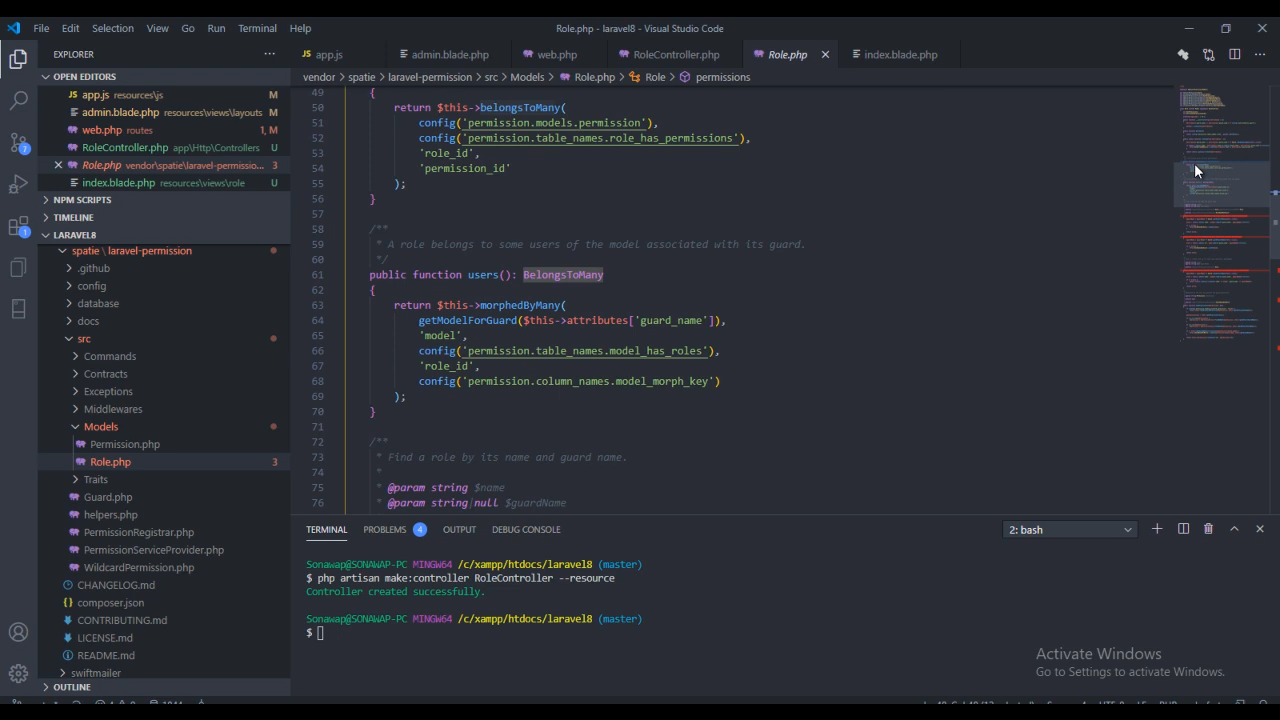 File Edit Selection View Go Run Terminal Help
Role.php - laravel8 - Visual Studio Code
EXPLORER
OPEN EDITORS
app.js resources\js M
admin.blade.php resources\views\layouts M
web.php routes 1, M
RoleController.php app\Http\Controllers U
Role.php vendor\spatie\laravel-permissio... 3
index.blade.php resources\views\role U
NPM SCRIPTS
TIMELINE
LARAVEL8
spatie \ laravel-permission
.github
config
database
docs
src
Commands
Contracts
Exceptions
Middlewares
Models
Permission.php
Role.php 3
Traits
Guard.php
helpers.php
PermissionRegistrar.php
PermissionServiceProvider.php
WildcardPermission.php
CHANGELOG.md
composer.json
CONTRIBUTING.md
LICENSE.md
README.md
swiftmailer
OUTLINE
7
1
app.js admin.blade.php web.php RoleController.php Role.php index.blade.php
vendor > spatie > laravel-permission > src > Models > Role.php > Role > permissions
49 {
50 return $this->belongsToMany(
51 config('permission.models.permission'),
52 config('permission.table_names.role_has_permissions'),
53 'role_id',
54 'permission_id
55 );
56 }
57
58 /**
59 * A role belongs to some users of the model associated with its guard.
60 */
61 public function users(): BelongsToMany
62 {
63 return $this->morphedByMany(
64 getModelForGuard($this->attributes['guard_name']),
65 'model',
66 config('permission.table_names.model_has_roles'),
67 'role_id',
68 config('permission.column_names.model_morph_key')
69 );
70 }
71
72 /**
73 * Find a role by its name and guard name.
74 *
75 * @param string $name
76 * @param string|null $guardName
TERMINAL PROBLEMS 4 OUTPUT DEBUG CONSOLE
2: bash
Sonawap@SONAWAP-PC MINGW64 /c/xampp/htdocs/laravel8 (master)
$ php artisan make:controller RoleController --resource
Controller created successfully.
Sonawap@SONAWAP-PC MINGW64 /c/xampp/htdocs/laravel8 (master)
$
Activate Windows
Go to Settings to activate Windows.